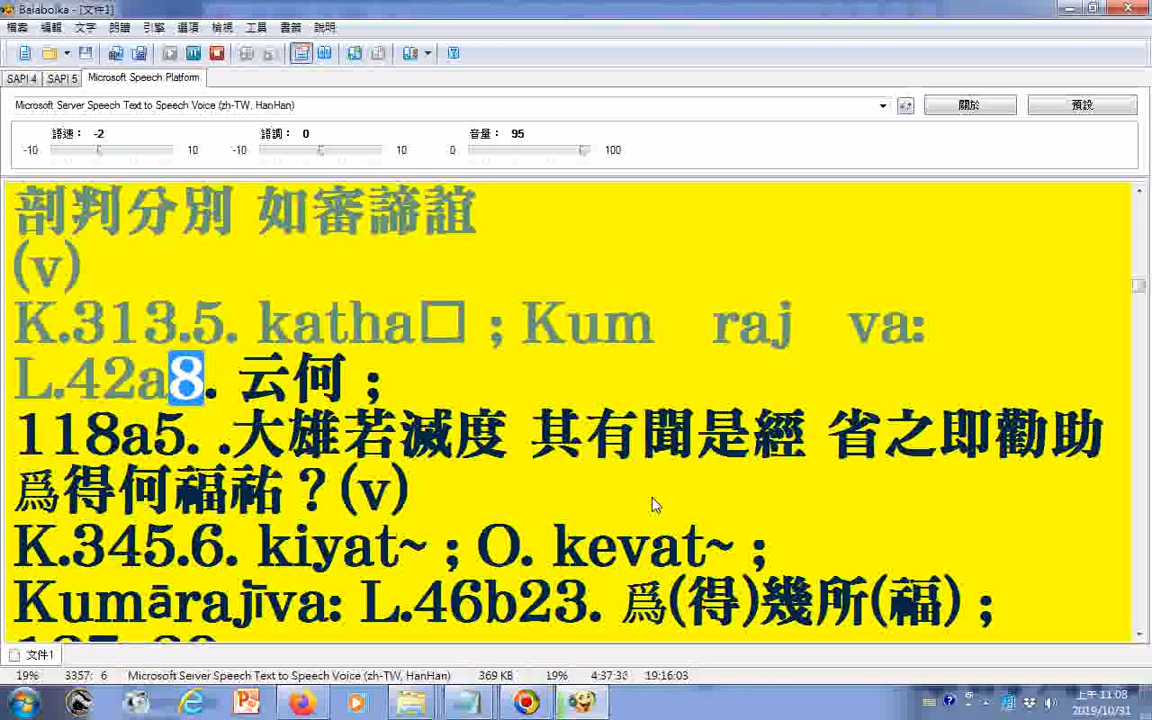 Balabolka - [文件1]
檔案 編輯 文字 朗讀 引擎 選項 檢視 工具 書籤 說明
SAPI 4 SAPI 5 Microsoft Speech Platform
Microsoft Server Speech Text to Speech Voice (zh-TW, HanHan) 關於 預設
語速： -2 語調： 0 音量： 95
-10 10 -10 10 0 100
剖判分別 如審諦誼
(v)
K.313.5. katha□ ; Kum raj va:
L.42a8. 云何；
118a5. .大雄若滅度 其有聞是經 省之即勸助
爲得何福祐？(v)
K.345.6. kiyat~ ; O. kevat~ ;
Kumārajīva: L.46b23. 爲(得)幾所(福)；
文件1
19% 3357: 6 Microsoft Server Speech Text to Speech Voice (zh-TW, HanHan) 369 KB 19% 19:16:03
上午 11:08
2019/10/31